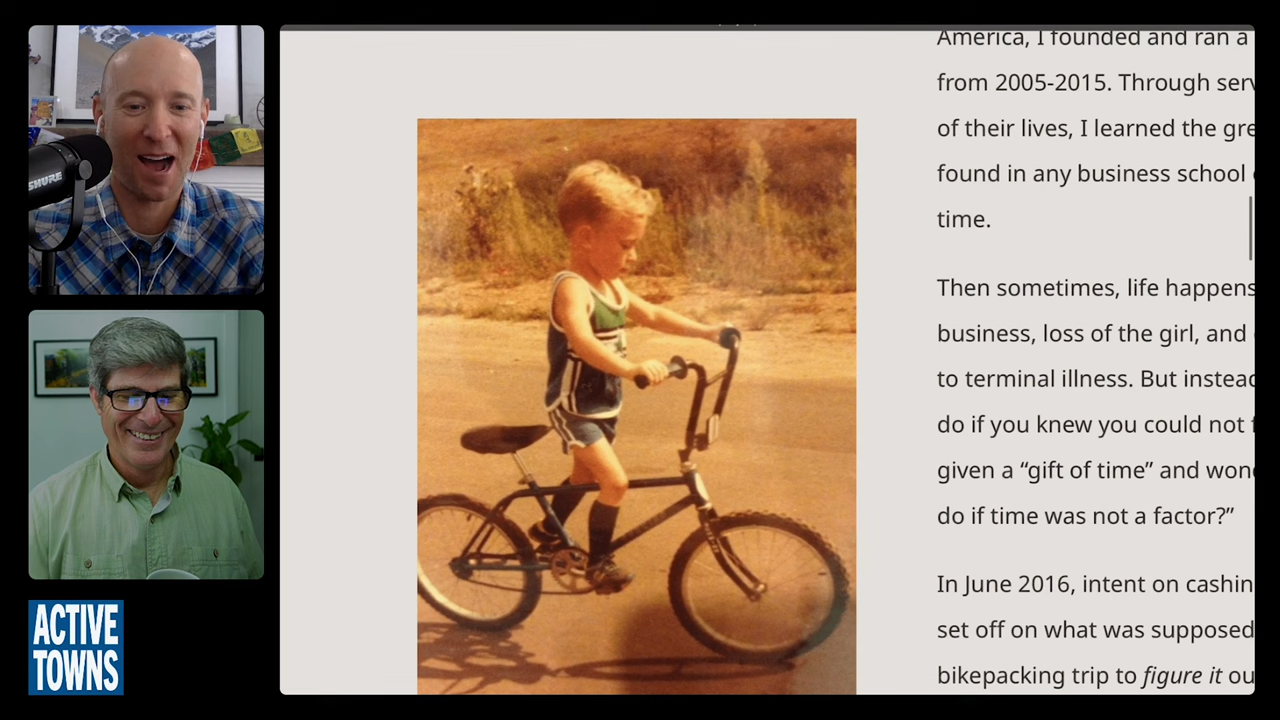 SHURE
ACTIVE
TOWNS
America, I founded and ran a
from 2005-2015. Through serv
of their lives, I learned the gre
found in any business school
time.
Then sometimes, life happens
business, loss of the girl, and
to terminal illness. But instead
do if you knew you could not f
given a “gift of time” and wond
do if time was not a factor?”
In June 2016, intent on cashin
set off on what was supposed
bikepacking trip to figure it ou